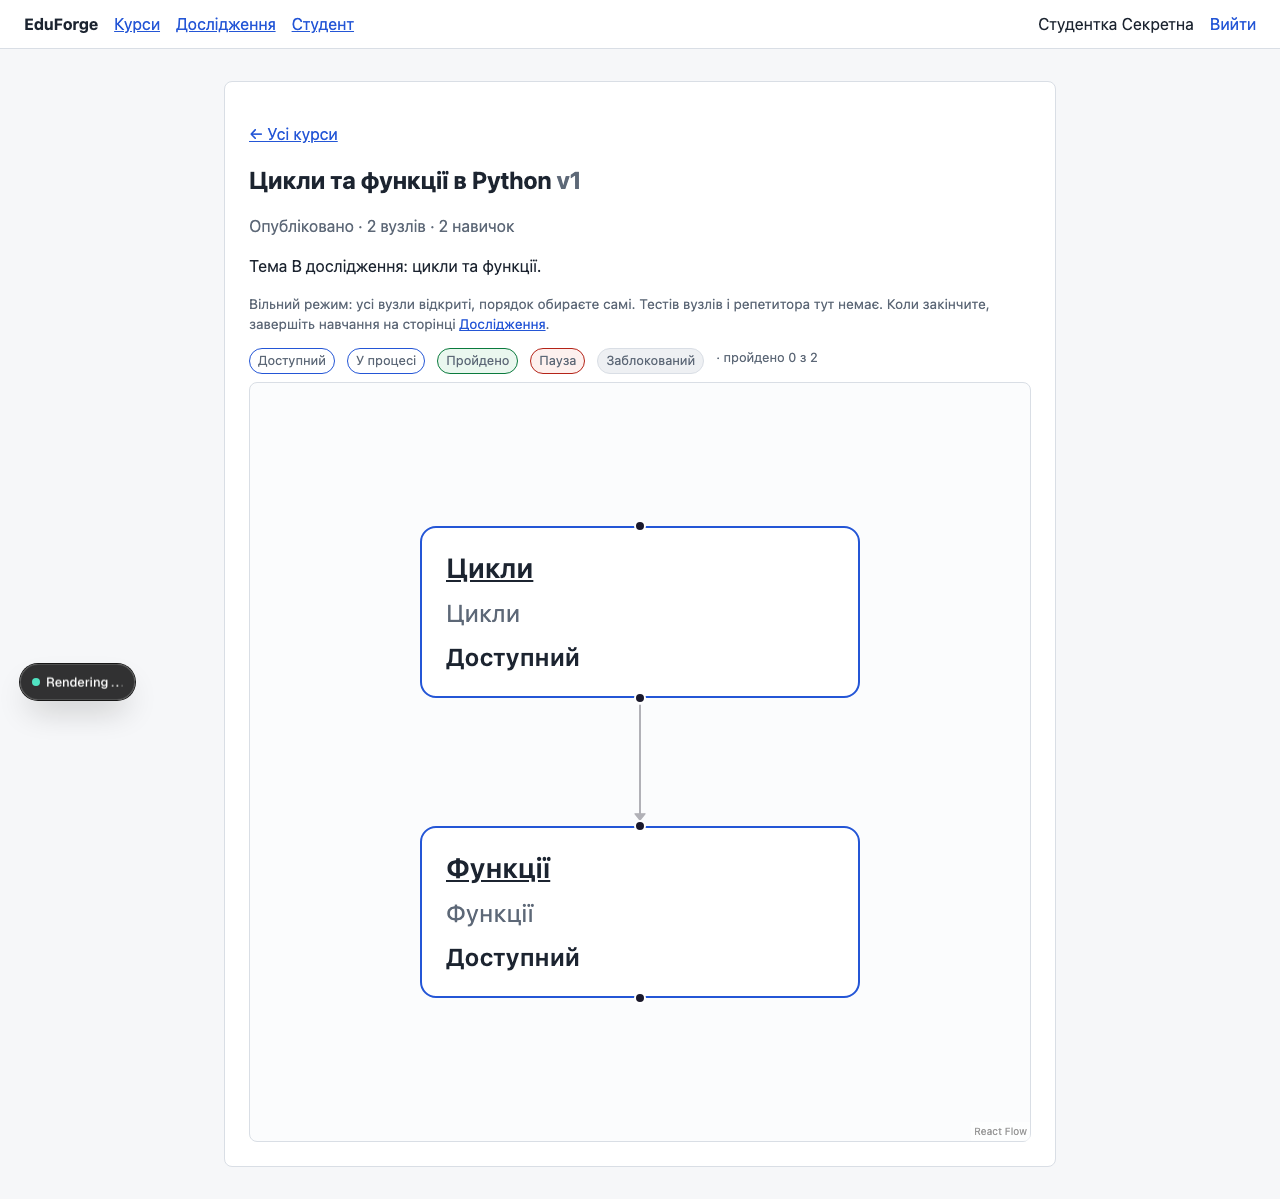 EduForge Курси Дослідження Студент Студентка Секретна Вийти
← Усі курси
Цикли та функції в Python v1
Опубліковано · 2 вузлів · 2 навичок
Тема B дослідження: цикли та функції.
Вільний режим: усі вузли відкриті, порядок обираєте самі. Тестів вузлів і репетитора тут немає. Коли закінчите,
завершіть навчання на сторінці Дослідження.
Доступний У процесі Пройдено Пауза Заблокований · пройдено 0 з 2
Цикли
Цикли
Доступний
Rendering...
Функції
Функції
Доступний
React Flow